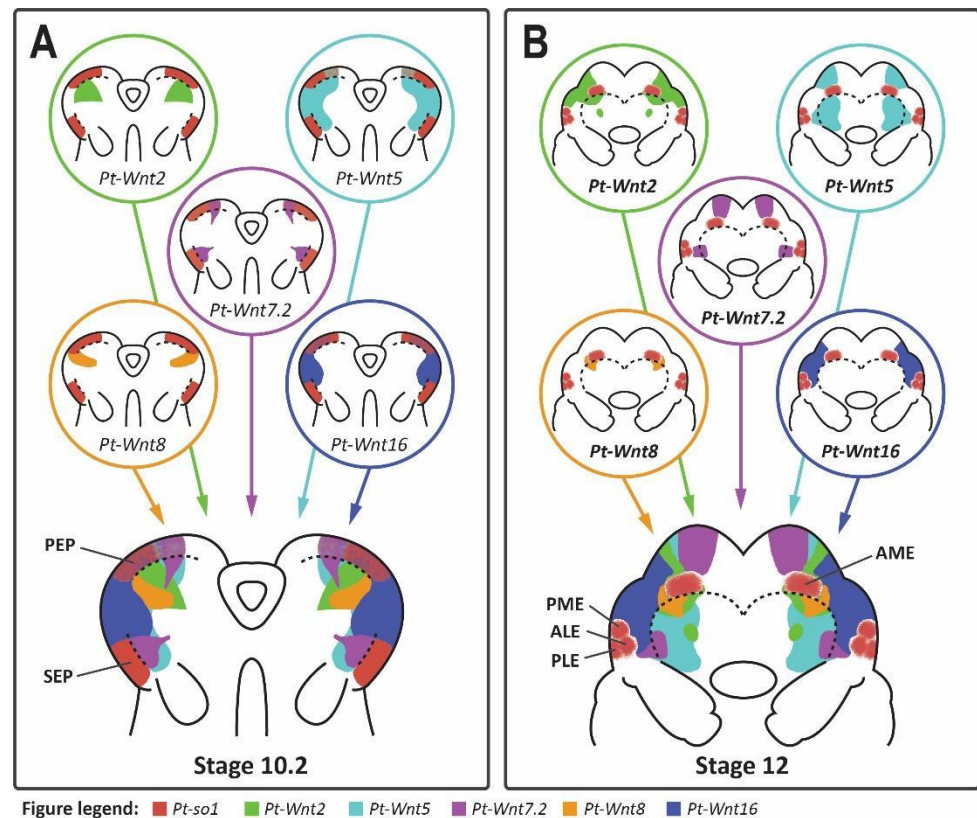 A
Pt-Wnt2
Pt-Wnt5
Pt-Wnt7.2
Pt-Wnt8
Pt-Wnt16
PEP
SEP
Stage 10.2
B
Pt-Wnt2
Pt-Wnt5
Pt-Wnt7.2
Pt-Wnt8
Pt-Wnt16
AME
PME
ALE
PLE
Stage 12
Figure legend: Pt-so1 Pt-Wnt2 Pt-Wnt5 Pt-Wnt7.2 Pt-Wnt8 Pt-Wnt16